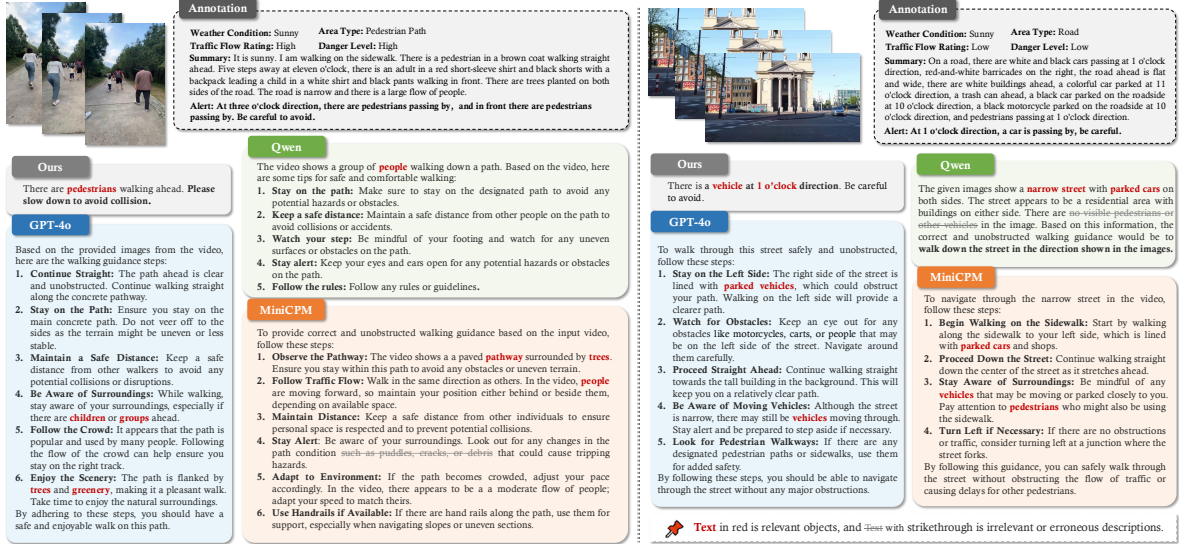 Annotation
Weather Condition: Sunny Area Type: Pedestrian Path
Traffic Flow Rating: High Danger Level: High
Summary: It is sunny. I am walking on the sidewalk. There is a pedestrian in a brown coat walking straight
ahead. Five steps away at eleven o'clock, there is an adult in a red short-sleeve shirt and black shorts with a
backpack leading a child in a white shirt and black pants walking in front. There are trees planted on both
sides of the road. The road is narrow and there is a large flow of people.
Alert: At three o'clock direction, there are pedestrians passing by, and in front there are pedestrians
passing by. Be careful to avoid.
Ours
There are pedestrians walking ahead. Please
slow down to avoid collision.
GPT-4o
Based on the provided images from the video,
here are the walking guidance steps:
1. Continue Straight: The path ahead is clear
and unobstructed. Continue walking straight
along the concrete pathway.
2. Stay on the Path: Ensure you stay on the
main concrete path. Do not veer off to the
sides as the terrain might be uneven or less
stable.
3. Maintain a Safe Distance: Keep a safe
distance from other walkers to avoid any
potential collisions or disruptions.
4. Be Aware of Surroundings: While walking,
stay aware of your surroundings, especially if
there are children or groups ahead.
5. Follow the Crowd: It appears that the path is
popular and used by many people. Following
the flow of the crowd can help ensure you
stay on the right track.
6. Enjoy the Scenery: The path is flanked by
trees and greenery, making it a pleasant walk.
Take time to enjoy the natural surroundings.
By adhering to these steps, you should have a
safe and enjoyable walk on this path.
Qwen
The video shows a group of people walking down a path. Based on the video, here
are some tips for safe and comfortable walking:
1. Stay on the path: Make sure to stay on the designated path to avoid any
potential hazards or obstacles.
2. Keep a safe distance: Maintain a safe distance from other people on the path to
avoid collisions or accidents.
3. Watch your step: Be mindful of your footing and watch for any uneven
surfaces or obstacles on the path.
4. Stay alert: Keep your eyes and ears open for any potential hazards or obstacles
on the path.
5. Follow the rules: Follow any rules or guidelines.
MiniCPM
To provide correct and unobstructed walking guidance based on the input video,
follow these steps:
1. Observe the Pathway: The video shows a a paved pathway surrounded by trees.
Ensure you stay within this path to avoid any obstacles or uneven terrain.
2. Follow Traffic Flow: Walk in the same direction as others. In the video, people
are moving forward, so maintain your position either behind or beside them,
depending on available space.
3. Maintain Distance: Keep a safe distance from other individuals to ensure
personal space is respected and to prevent potential collisions.
4. Stay Alert: Be aware of your surroundings. Look out for any changes in the
path condition such as puddles, cracks, or debris that could cause tripping
hazards.
5. Adapt to Environment: If the path becomes crowded, adjust your pace
accordingly. In the video, there appears to be a a moderate flow of people;
adapt your speed to match theirs.
6. Use Handrails if Available: If there are hand rails along the path, use them for
support, especially when navigating slopes or uneven sections.
Annotation
Weather Condition: Sunny Area Type: Road
Traffic Flow Rating: Low Danger Level: Low
Summary: On a road, there are white and black cars passing at 1 o'clock
direction, red-and-white barricades on the right, the road ahead is flat
and wide, there are white buildings ahead, a colorful car parked at 11
o'clock direction, a trash can ahead, a black car parked on the roadside
at 10 o'clock direction, a black motorcycle parked on the roadside at 10
o'clock direction, and pedestrians passing at 1 o'clock direction.
Alert: At 1 o'clock direction, a car is passing by, be careful.
Ours
There is a vehicle at 1 o'clock direction. Be careful
to avoid.
GPT-4o
To walk through this street safely and unobstructed,
follow these steps:
1. Stay on the Left Side: The right side of the street is
lined with parked vehicles, which could obstruct
your path. Walking on the left side will provide a
clearer path.
2. Watch for Obstacles: Keep an eye out for any
obstacles like motorcycles, carts, or people that may
be on the left side of the street. Navigate around
them carefully.
3. Proceed Straight Ahead: Continue walking straight
towards the tall building in the background. This will
keep you on a relatively clear path.
4. Be Aware of Moving Vehicles: Although the street
is narrow, there may still be vehicles moving through.
Stay alert and be prepared to step aside if necessary.
5. Look for Pedestrian Walkways: If there are any
designated pedestrian paths or sidewalks, use them
for added safety.
By following these steps, you should be able to navigate
through the street without any major obstructions.
Qwen
The given images show a narrow street with parked cars on
both sides. The street appears to be a residential area with
buildings on either side. There are no visible pedestrians or
other vehicles in the image. Based on this information, the
correct and unobstructed walking guidance would be to
walk down the street in the direction shown in the images.
MiniCPM
To navigate through the narrow street in the video,
follow these steps:
1. Begin Walking on the Sidewalk: Start by walking
along the sidewalk to your left side, which is lined
with parked cars and shops.
2. Proceed Down the Street: Continue walking straight
down the center of the street as it stretches ahead.
3. Stay Aware of Surroundings: Be mindful of any
vehicles that may be moving or parked closely to you.
Pay attention to pedestrians who might also be using
the sidewalk.
4. Turn Left if Necessary: If there are no obstructions
or traffic, consider turning left at a junction where the
street forks.
By following this guidance, you can safely walk through
the street without obstructing the flow of traffic or
causing delays for other pedestrians.
Text in red is relevant objects, and Text with strikethrough is irrelevant or erroneous descriptions.